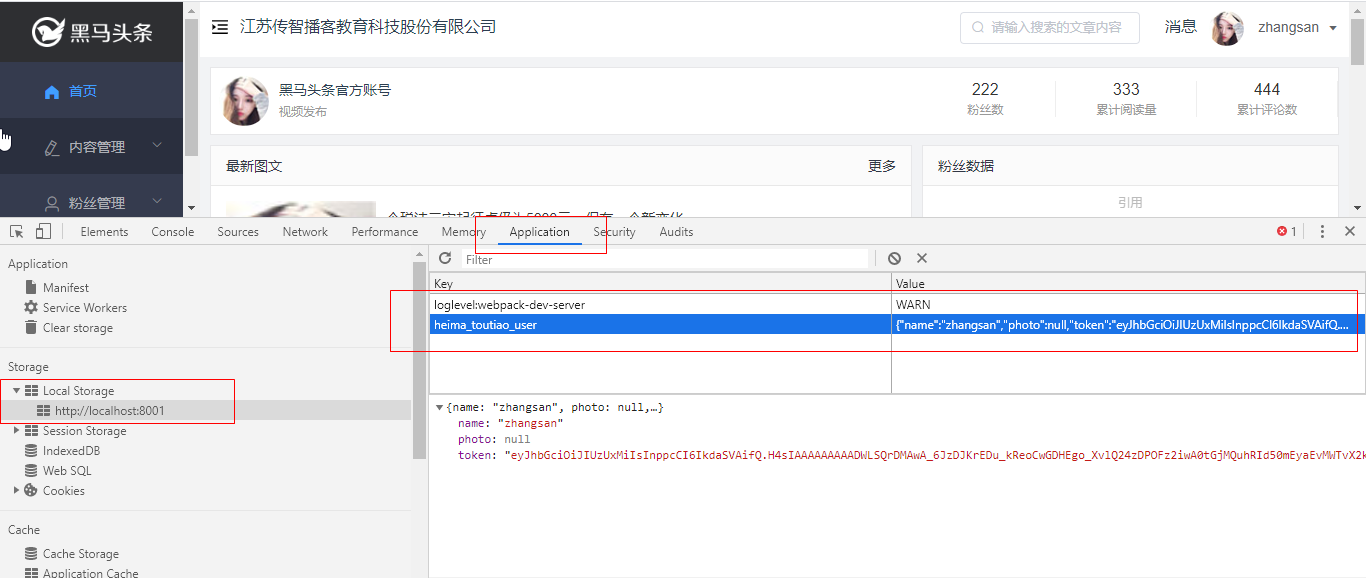 黑马头条
江苏传智播客教育科技股份有限公司
请输入搜索的文章内容
消息
zhangsan
首页
内容管理
粉丝管理
黑马头条官方账号
视频发布
222
粉丝数
333
累计阅读量
444
累计评论数
最新图文
更多
粉丝数据
引用
Elements Console Sources Network Performance Memory Application Security Audits
1
Application
Manifest
Service Workers
Clear storage
Storage
Local Storage
http://localhost:8001
Session Storage
IndexedDB
Web SQL
Cookies
Cache
Cache Storage
Application Cache
Filter
Key Value
loglevel:webpack-dev-server WARN
heima_toutiao_user {"name":"zhangsan","photo":null,"token":"eyJhbGciOiJIUzUxMiIsInppcCI6IkdaSVAifQ....
{name: "zhangsan", photo: null,…}
name: "zhangsan"
photo: null
token: "eyJhbGciOiJIUzUxMiIsInppcCI6IkdaSVAifQ.H4sIAAAAAAAAADWLSQrDMAwA_6JzDJKrEDu_kReoCwGDHEgo_XvlQ24zDPOFz2iwA0tGjMQuhRId50mEyaEvMWTvX2k